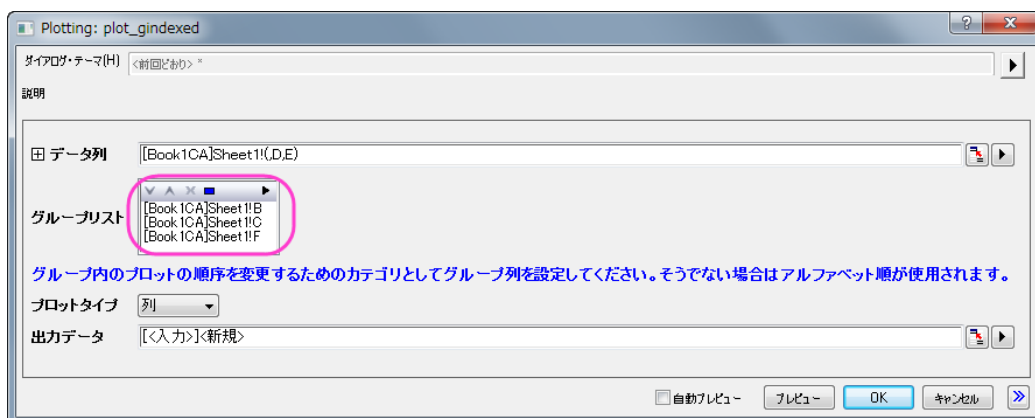 Plotting: plot_gindexed
ダイアログ・テーマ(H) <前回どおり> *
説明
データ列 [Book1CA]Sheet1!(,D,E)
グループリスト
[Book1CA]Sheet1!B
[Book1CA]Sheet1!C
[Book1CA]Sheet1!F
グループ内のプロットの順序を変更するためのカテゴリとしてグループ列を設定してください。そうでない場合はアルファベット順が使用されます。
プロットタイプ 列
出力データ [<入力>]<新規>
自動プレビュー プレビュー OK キャンセル